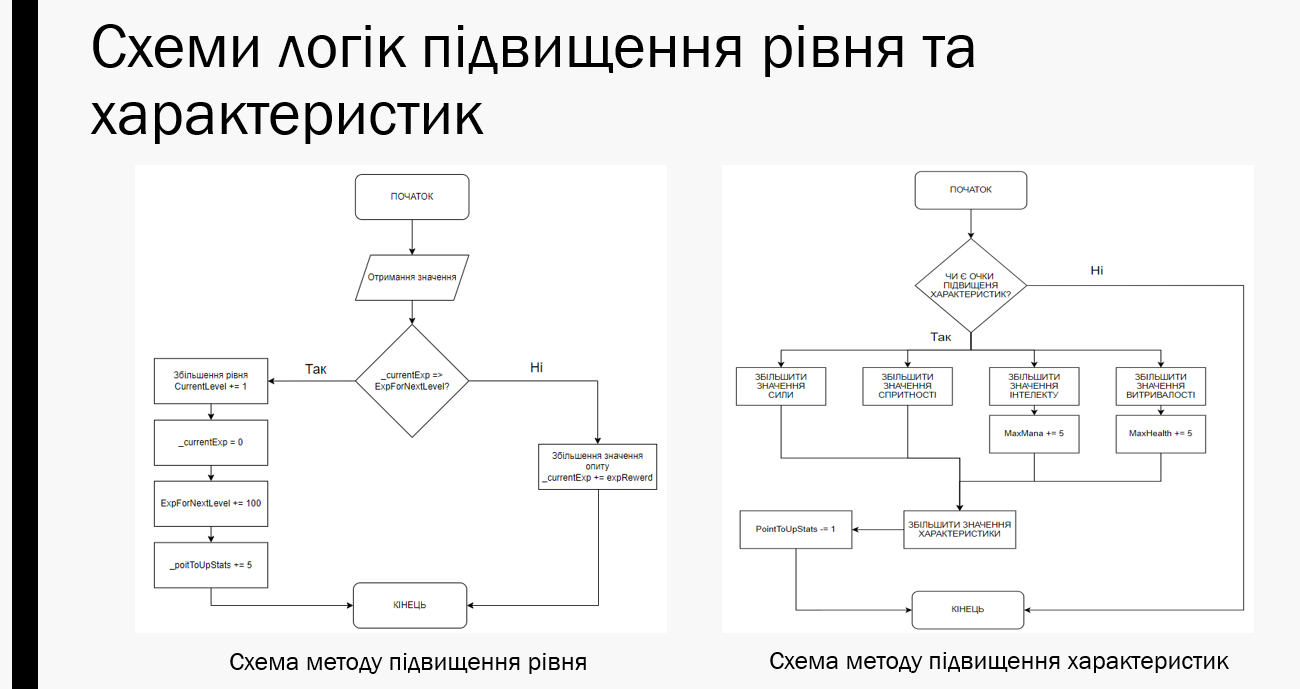 Схеми логік підвищення рівня та
характеристик
ПОЧАТОК
Отримання значення
_currentExp =>
ExpForNextLevel?
Так
Ні
Збільшення рівня
CurrentLevel += 1
_currentExp = 0
ExpForNextLevel += 100
_poitToUpStats += 5
Збільшення значення
опиту
_currentExp += expRewerd
КІНЕЦЬ
Схема методу підвищення рівня
ПОЧАТОК
ЧИ Є ОЧКИ
ПІДВИЩЕНЯ
ХАРАКТЕРИСТИК?
Ні
Так
ЗБІЛЬШИТИ
ЗНАЧЕННЯ
СИЛИ
ЗБІЛЬШИТИ
ЗНАЧЕННЯ
СПРИТНОСТІ
ЗБІЛЬШИТИ
ЗНАЧЕННЯ
ІНТЕЛЕКТУ
ЗБІЛЬШИТИ
ЗНАЧЕННЯ
ВИТРИВАЛОСТІ
MaxMana += 5
MaxHealth += 5
PointToUpStats -= 1
ЗБІЛЬШИТИ ЗНАЧЕННЯ
ХАРАКТЕРИСТИКИ
КІНЕЦЬ
Схема методу підвищення характеристик